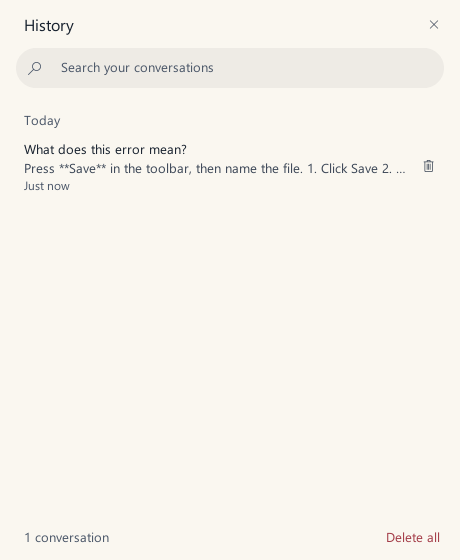 History
Search your conversations
Today
What does this error mean?
Press **Save** in the toolbar, then name the file. 1. Click Save 2. ...
Just now
1 conversation
Delete all